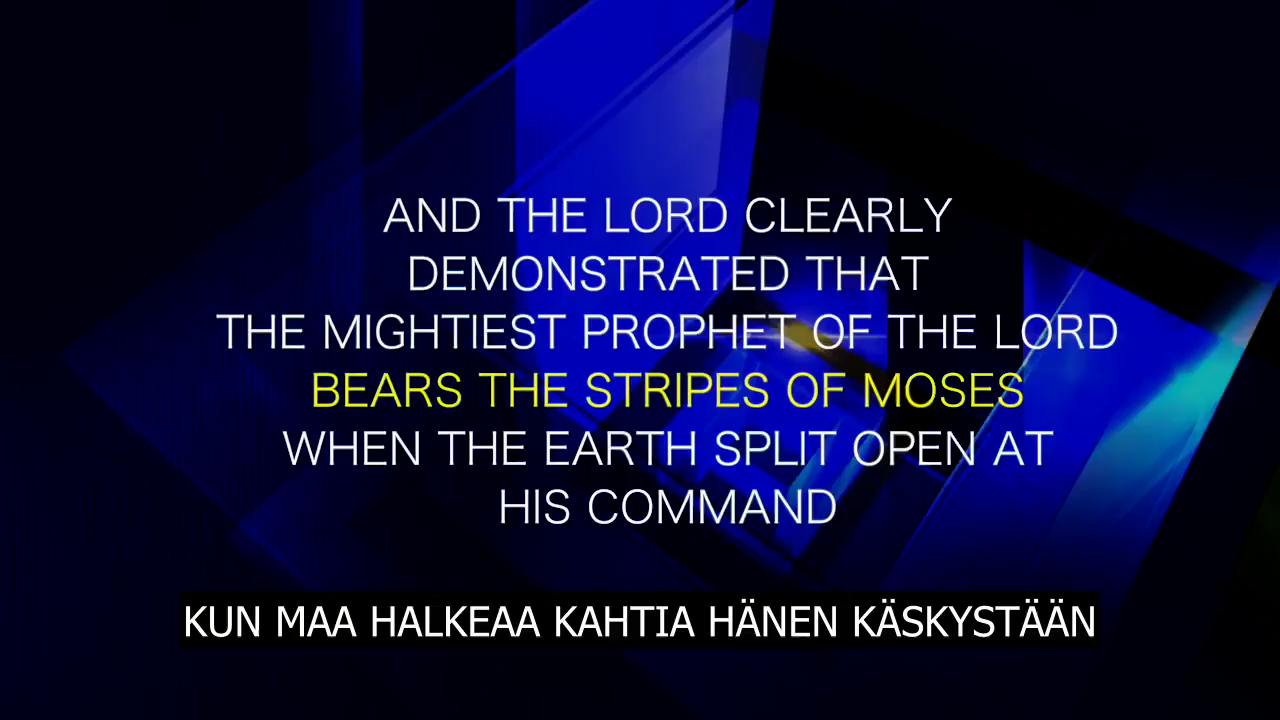 AND THE LORD CLEARLY
DEMONSTRATED THAT
THE MIGHTIEST PROPHET OF THE LORD
BEARS THE STRIPES OF MOSES
WHEN THE EARTH SPLIT OPEN AT
HIS COMMAND
KUN MAA HALKEAA KAHTIA HÄNEN KÄSKYSTÄÄN